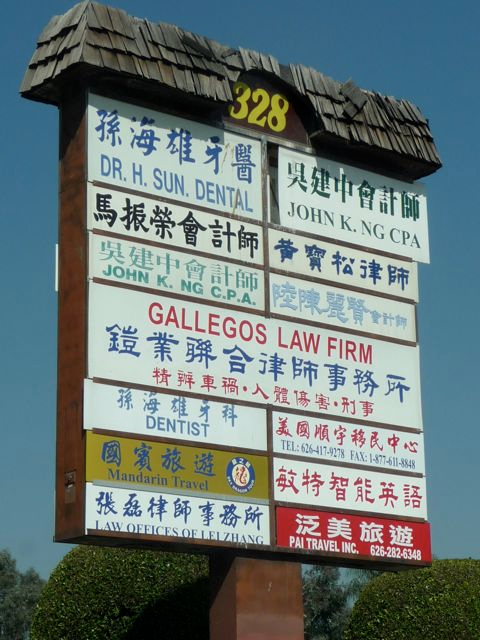 328
孫海雄牙醫
DR. H. SUN. DENTAL
吳建中會計師
JOHN K. NG CPA
馬振榮會計師
黃寶松律師
吳建中會計師
JOHN K. NG C.P.A.
陸陳麗賢會計師
GALLEGOS LAW FIRM
鎧業聯合律師事務所
精辦車禍·人體傷害·刑事
孫海雄牙科
DENTIST
美國順宇移民中心
TEL: 626-417-9278 FAX: 1-877-611-8848
國賓旅遊
Mandarin Travel
敏特智能英語
張磊律師事務所
LAW OFFICES OF LEI ZHANG
泛美旅遊
PAI TRAVEL INC. 626-282-6348